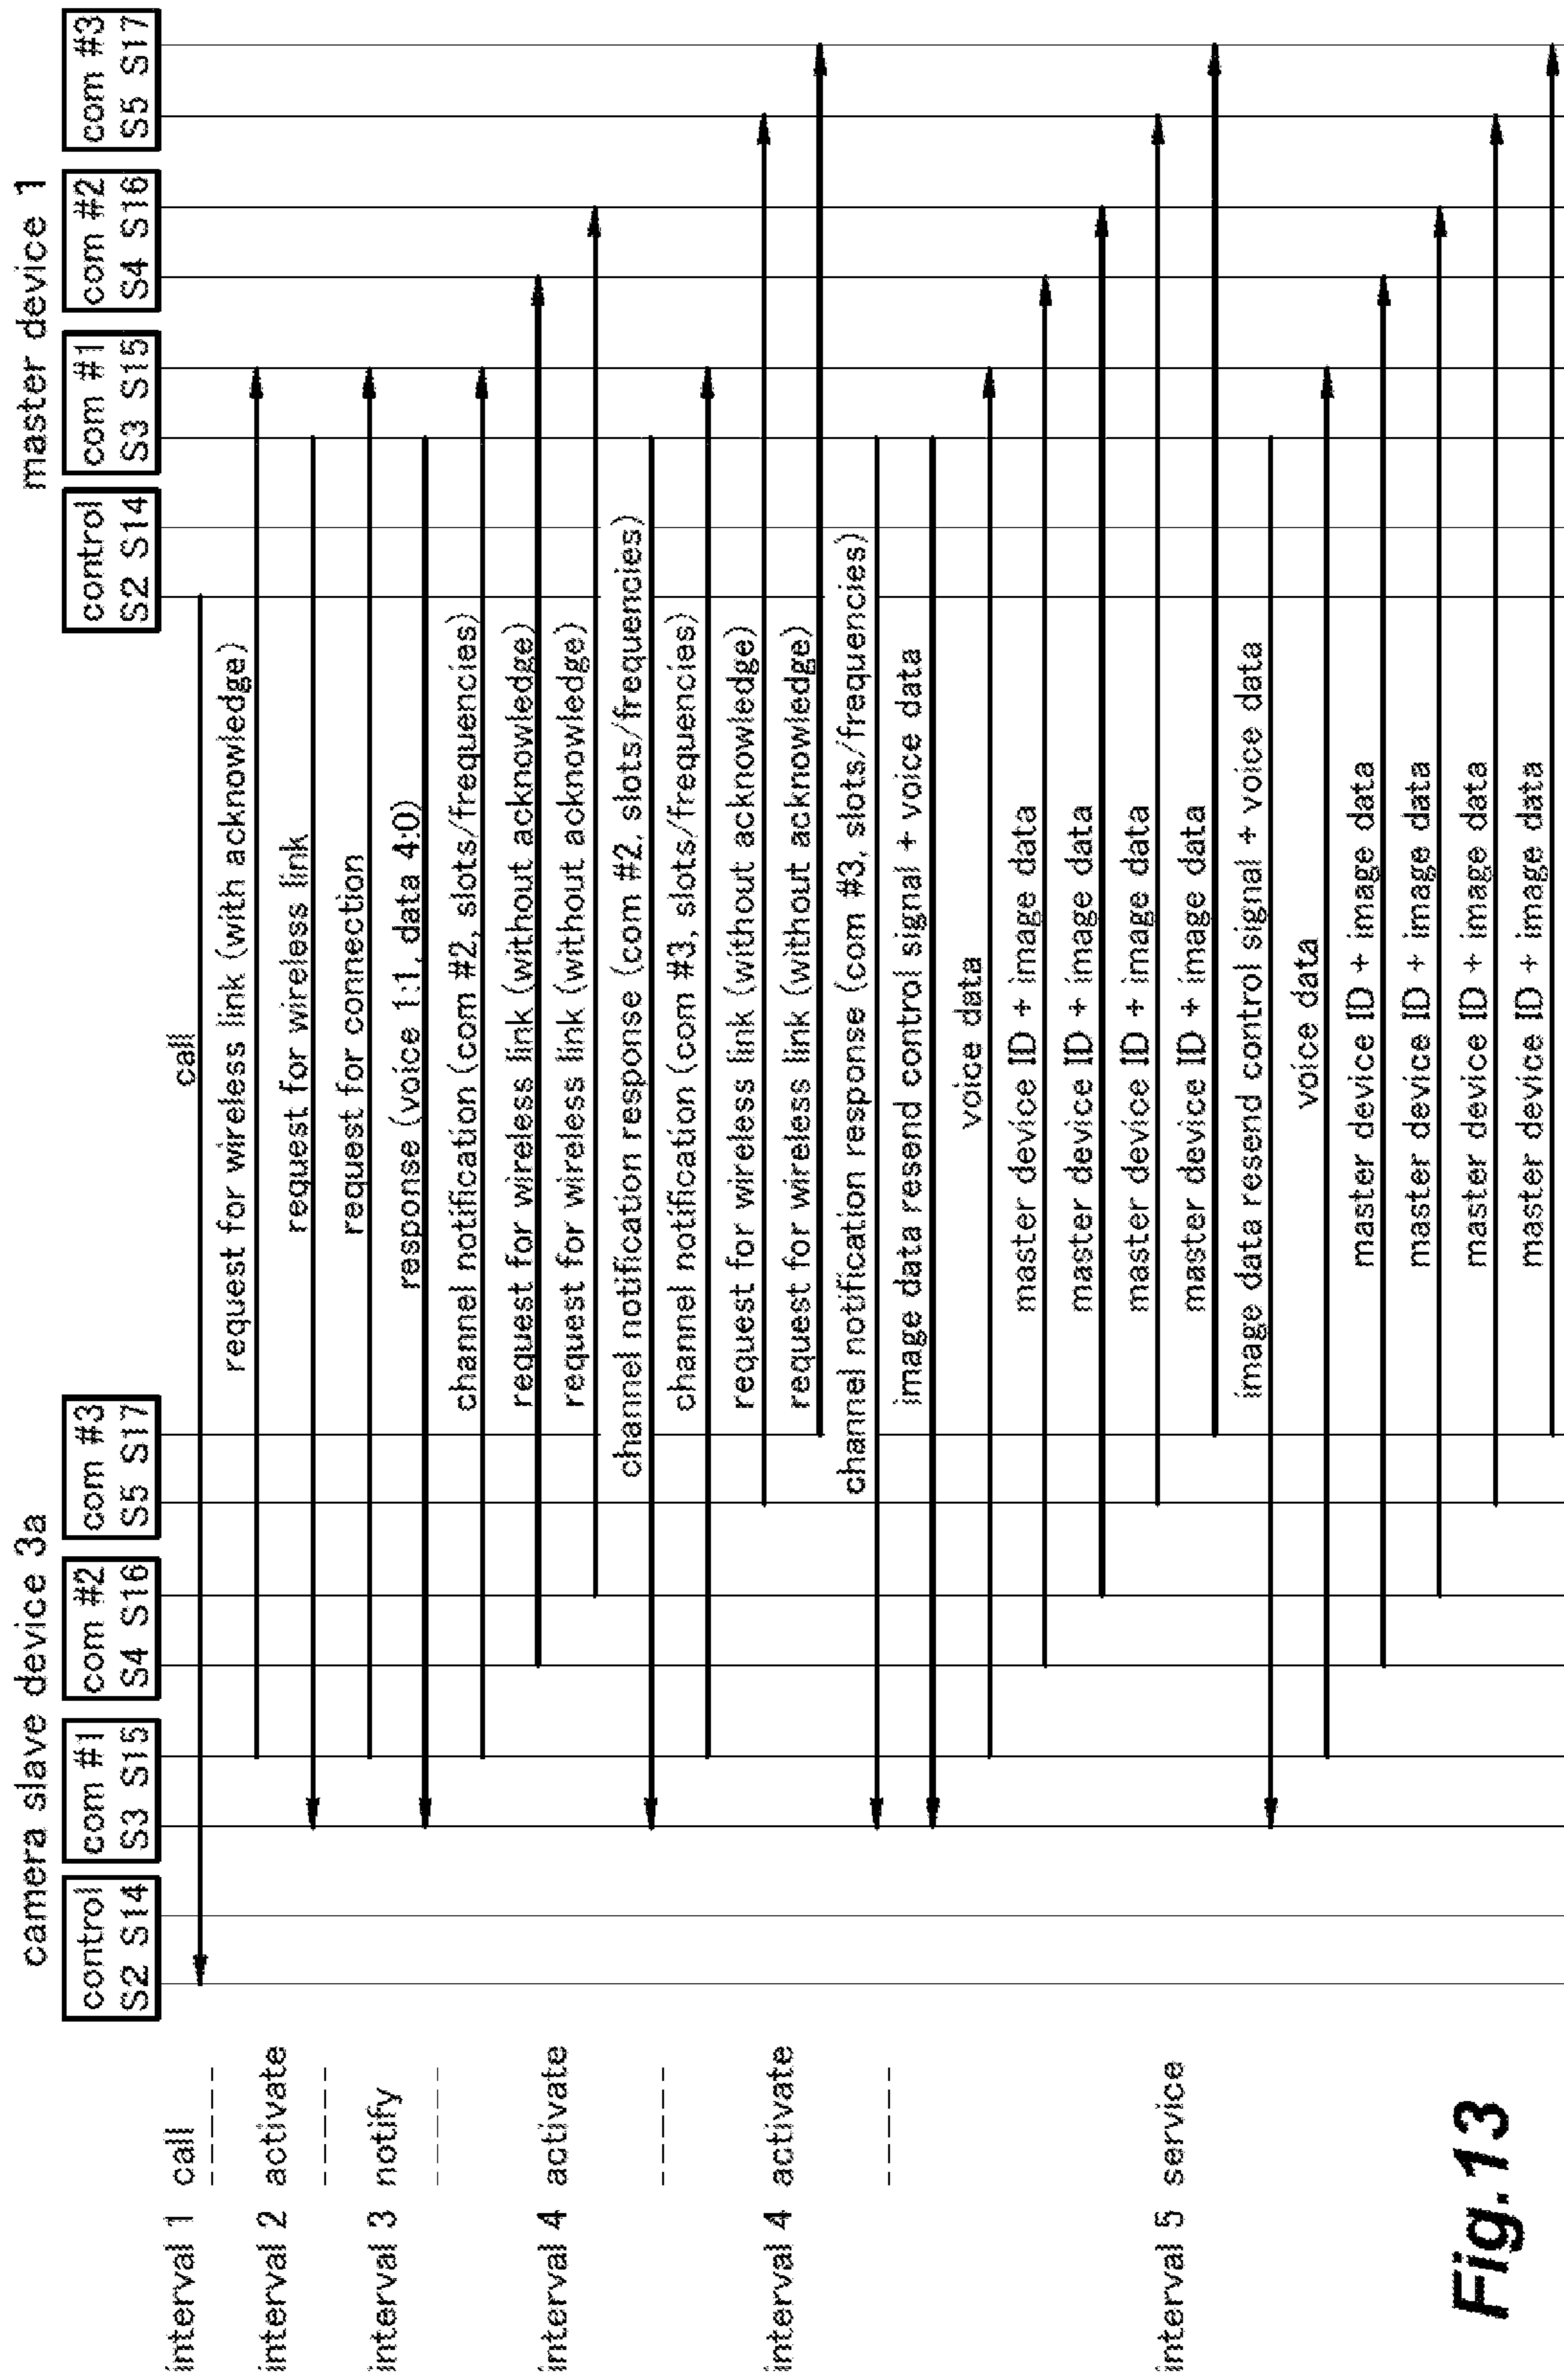 camera slave device 3a
master device 1
control
S2 S14
com #1
S3 S15
com #2
S4 S16
com #3
S5 S17
control
S2 S14
com #1
S3 S15
com #2
S4 S16
com #3
S5 S17
interval 1 call
call
interval 2 activate
request for wireless link (with acknowledge)
request for wireless link
interval 3 notify
request for connection
response (voice 1:1, data 4:0)
interval 4 activate
channel notification (com #2, slots/frequencies)
request for wireless link (without acknowledge)
request for wireless link (without acknowledge)
channel notification response (com #2, slots/frequencies)
interval 4 activate
channel notification (com #3, slots/frequencies)
request for wireless link (without acknowledge)
request for wireless link (without acknowledge)
channel notification response (com #3, slots/frequencies)
interval 5 service
image data resend control signal + voice data
voice data
master device ID + image data
master device ID + image data
master device ID + image data
master device ID + image data
image data resend control signal + voice data
voice data
master device ID + image data
master device ID + image data
master device ID + image data
master device ID + image data
Fig.13